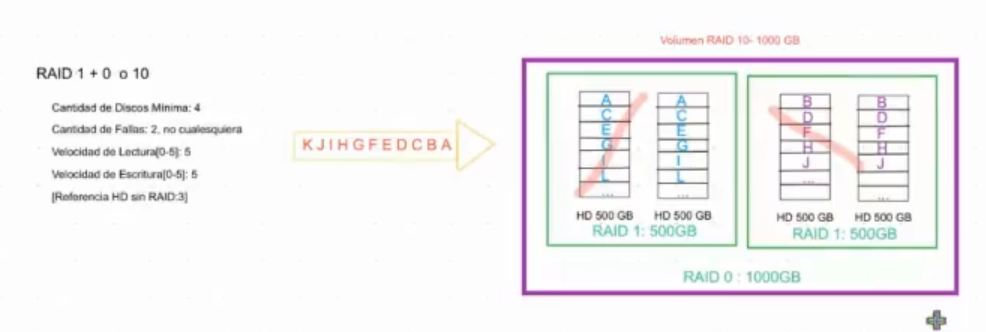 Volumen RAID 10- 1000 GB
RAID 1 + 0 o 10
Cantidad de Discos Mínima: 4
Cantidad de Fallas: 2, no cualesquiera
Velocidad de Lectura[0-5]: 5
Velocidad de Escritura[0-5]: 5
[Referencia HD sin RAID:3]
K J I H G F E D C B A
A A B B
C C D D
E E F F
G G H H
I I J J
L L ...
... ... ... ...
HD 500 GB HD 500 GB HD 500 GB HD 500 GB
RAID 1: 500GB RAID 1: 500GB
RAID 0 : 1000GB